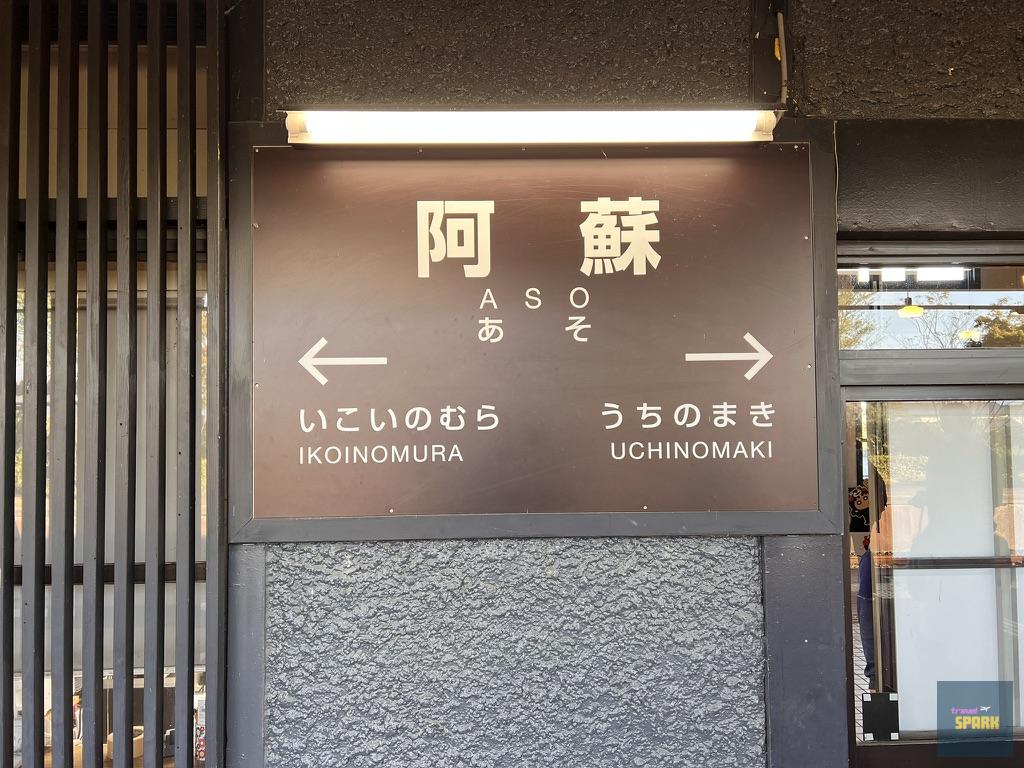 阿 蘇
A S O
あ そ
← →
いこいのむら うちのまき
IKOINOMURA UCHINOMAKI
travel
SPARK